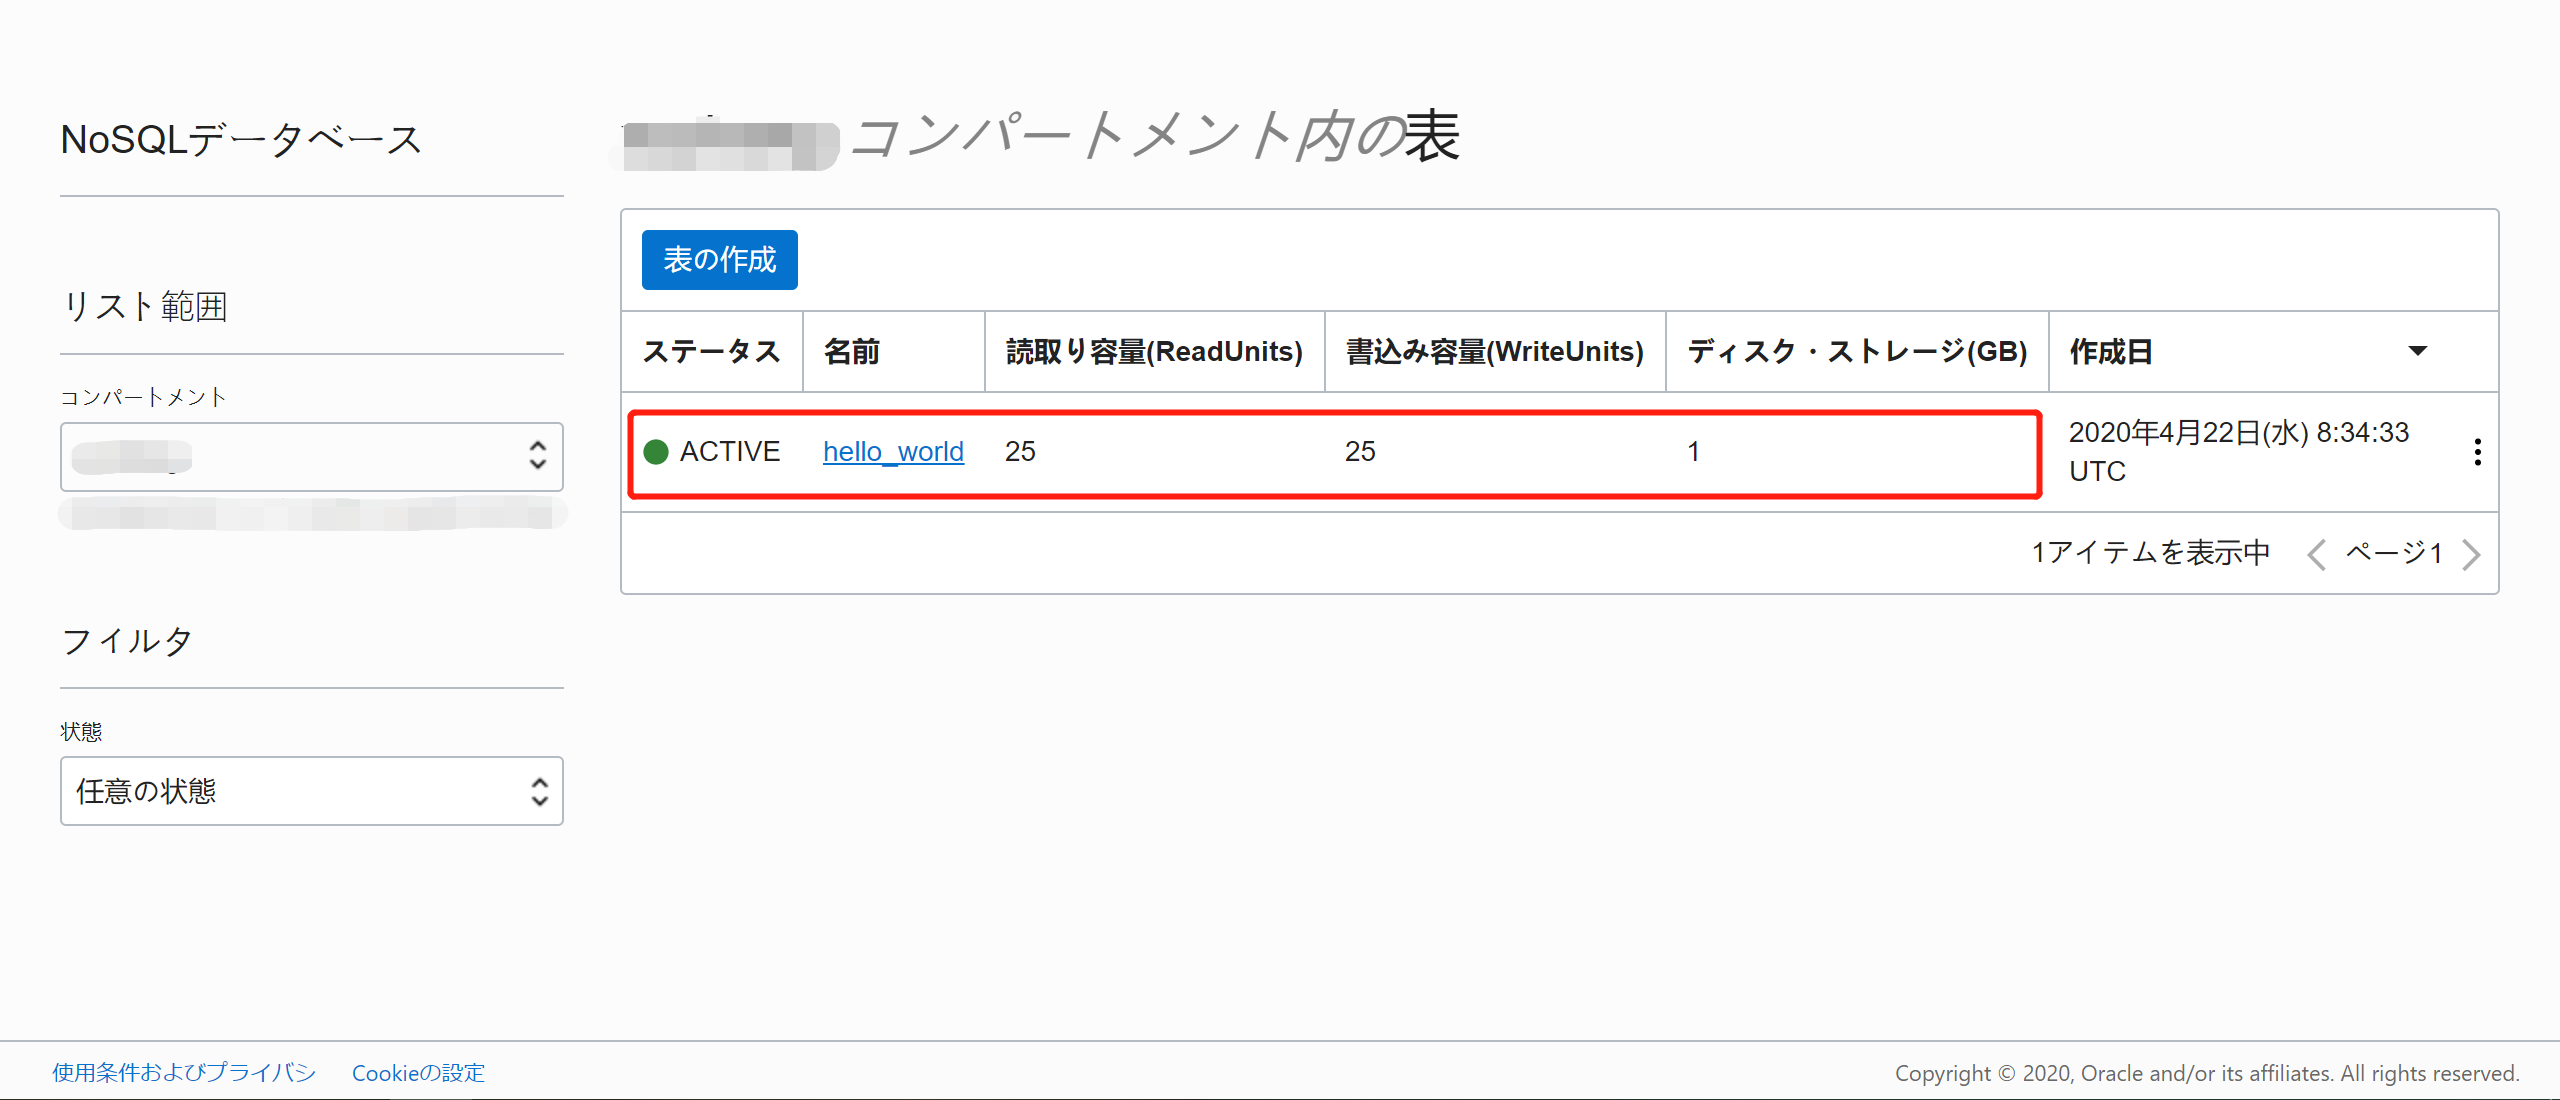 NoSQLデータベース
リスト範囲
コンパートメント
フィルタ
状態
任意の状態
コンパートメント内の表
表の作成
ステータス 名前 読取り容量(ReadUnits) 書込み容量(WriteUnits) ディスク・ストレージ(GB) 作成日
ACTIVE hello_world 25 25 1 2020年4月22日(水) 8:34:33
UTC
1アイテムを表示中 ページ1
使用条件およびプライバシ Cookieの設定 Copyright © 2020, Oracle and/or its affiliates. All rights reserved.